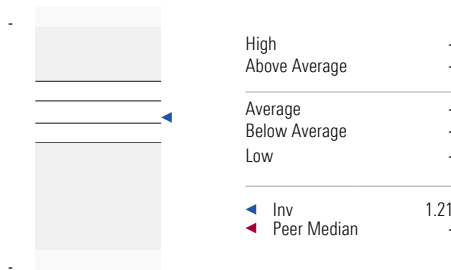 -
High -
Above Average -
Average -
Below Average -
Low -
Inv 1.21
Peer Median -
-